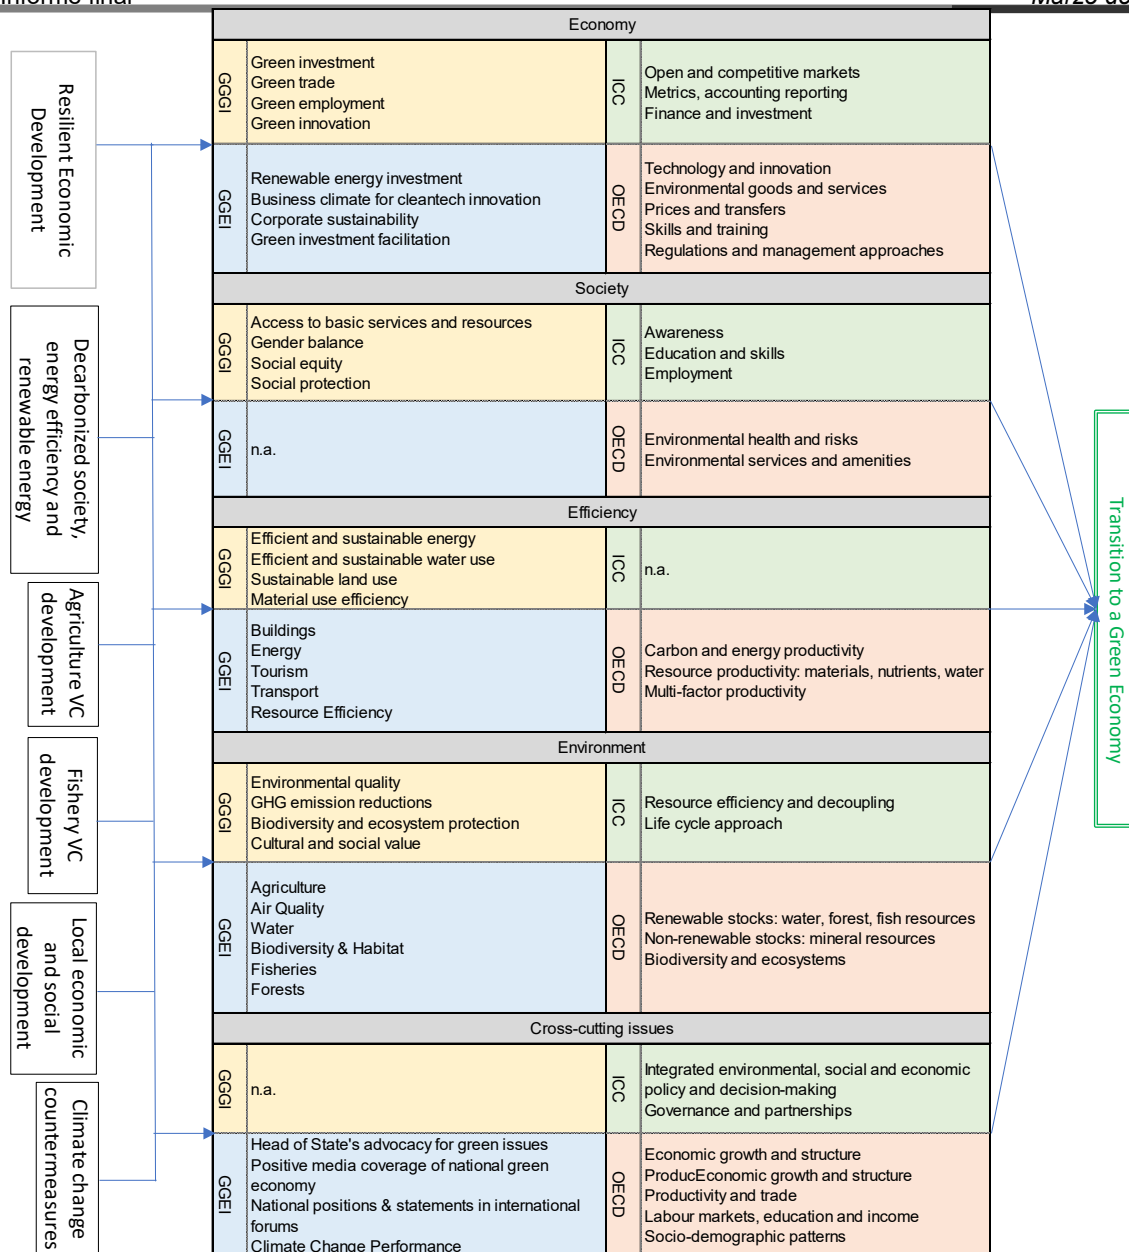 Informe final
Marzo de
Resilient Economic
Development
Decarbonized society,
energy efficiency and
renewable energy
Agriculture VC
development
Fishery VC
development
Local economic
and social
development
Climate change
countermeasures
Economy
GGGI
Green investment
Green trade
Green employment
Green innovation
ICC
Open and competitive markets
Metrics, accounting reporting
Finance and investment
GGEI
Renewable energy investment
Business climate for cleantech innovation
Corporate sustainability
Green investment facilitation
OECD
Technology and innovation
Environmental goods and services
Prices and transfers
Skills and training
Regulations and management approaches
Society
GGGI
Access to basic services and resources
Gender balance
Social equity
Social protection
ICC
Awareness
Education and skills
Employment
GGEI
n.a.
OECD
Environmental health and risks
Environmental services and amenities
Efficiency
GGGI
Efficient and sustainable energy
Efficient and sustainable water use
Sustainable land use
Material use efficiency
ICC
n.a.
GGEI
Buildings
Energy
Tourism
Transport
Resource Efficiency
OECD
Carbon and energy productivity
Resource productivity: materials, nutrients, water
Multi-factor productivity
Environment
GGGI
Environmental quality
GHG emission reductions
Biodiversity and ecosystem protection
Cultural and social value
ICC
Resource efficiency and decoupling
Life cycle approach
GGEI
Agriculture
Air Quality
Water
Biodiversity & Habitat
Fisheries
Forests
OECD
Renewable stocks: water, forest, fish resources
Non-renewable stocks: mineral resources
Biodiversity and ecosystems
Cross-cutting issues
GGGI
n.a.
ICC
Integrated environmental, social and economic
policy and decision-making
Governance and partnerships
GGEI
Head of State's advocacy for green issues
Positive media coverage of national green
economy
National positions & statements in international
forums
Climate Change Performance
OECD
Economic growth and structure
ProducEconomic growth and structure
Productivity and trade
Labour markets, education and income
Socio-demographic patterns
Transition to a Green Economy